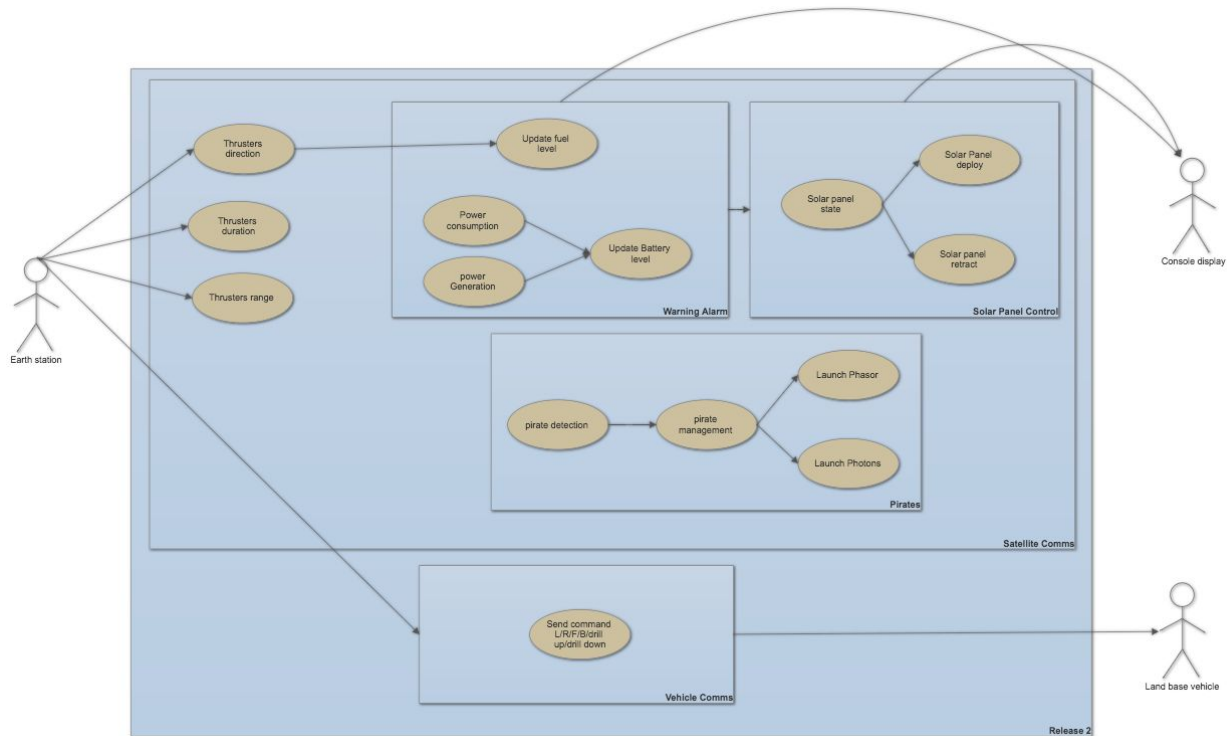 Thrusters
direction
Update fuel
level
Solar Panel
deploy
Power
consumption
Solar panel
state
Thrusters
duration
Update Battery
level
Solar panel
retract
Console display
power
Generation
Thrusters range
Warning Alarm
Solar Panel Control
Earth station
Launch Phasor
pirate detection
pirate
management
Launch Photons
Pirates
Satellite Comms
Send command
L/R/F/B/drill
up/drill down
Land base vehicle
Vehicle Comms
Release 2